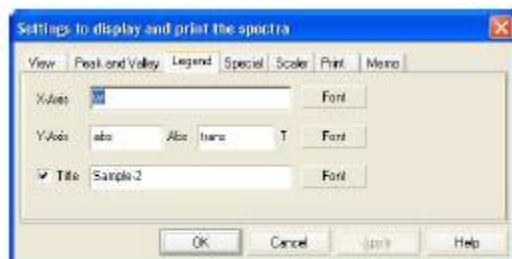 Settings to display and print the spectra
View Peak and Valley Legend Special Scaler Print Memo
X-Axis Font
Y-Axis abs Abs trans T Font
Title Sample-2 Font
OK Cancel Apply Help